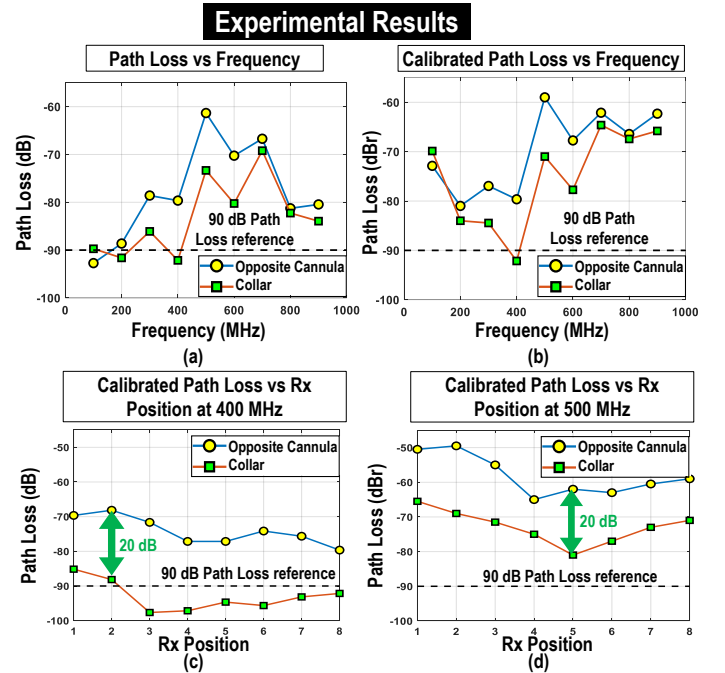 Experimental Results
Path Loss vs Frequency
Path Loss (dB)
-60
-70
-80
-90
-100
90 dB Path
Loss reference
Opposite Cannula
Collar
0
200
400
600
800
1000
Frequency (MHz)
(a)
Calibrated Path Loss vs Frequency
Path Loss (dBr)
-60
-70
-80
-90
-100
90 dB Path
Loss reference
Opposite Cannula
Collar
0
200
400
600
800
1000
Frequency (MHz)
(b)
Calibrated Path Loss vs Rx
Position at 400 MHz
Path Loss (dB)
-50
-60
-70
-80
-90
-100
Opposite Cannula
Collar
20 dB
90 dB Path Loss reference
1
2
3
4
5
6
7
8
Rx Position
(c)
Calibrated Path Loss vs Rx
Position at 500 MHz
Path Loss (dBr)
-50
-60
-70
-80
-90
-100
Opposite Cannula
Collar
20 dB
90 dB Path Loss reference
1
2
3
4
5
6
7
8
Rx Position
(d)